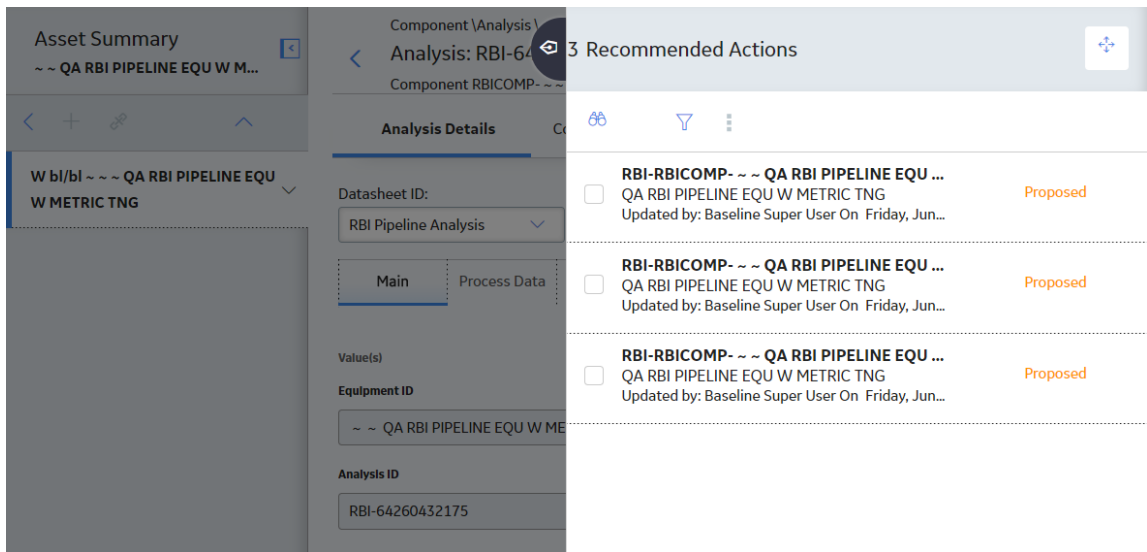 Asset Summary
~ ~ QA RBI PIPELINE EQU W M...
W bl/bl ~ ~ ~ QA RBI PIPELINE EQU
W METRIC TNG
Component \Analysis \
Analysis: RBI-64
Component RBICOMP- ~ ~
Analysis Details
Datasheet ID:
RBI Pipeline Analysis
Main Process Data
Value(s)
Equipment ID
~ ~ QA RBI PIPELINE EQU W ME
Analysis ID
RBI-64260432175
3 Recommended Actions
RBI-RBICOMP- ~ ~ QA RBI PIPELINE EQU ...
QA RBI PIPELINE EQU W METRIC TNG
Updated by: Baseline Super User On Friday, Jun...
Proposed
RBI-RBICOMP- ~ ~ QA RBI PIPELINE EQU ...
QA RBI PIPELINE EQU W METRIC TNG
Updated by: Baseline Super User On Friday, Jun...
Proposed
RBI-RBICOMP- ~ ~ QA RBI PIPELINE EQU ...
QA RBI PIPELINE EQU W METRIC TNG
Updated by: Baseline Super User On Friday, Jun...
Proposed